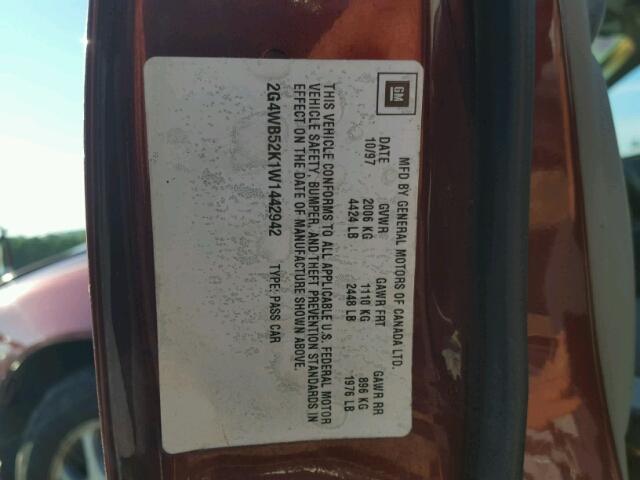 GM
MFD BY GENERAL MOTORS OF CANADA LTD.
DATE GVWR GAWR FRT GAWR RR
10/97 2006 KG 1110 KG 896 KG
4424 LB 2448 LB 1976 LB
THIS VEHICLE CONFORMS TO ALL APPLICABLE U.S. FEDERAL MOTOR
VEHICLE SAFETY, BUMPER, AND THEFT PREVENTION STANDARDS IN
EFFECT ON THE DATE OF MANUFACTURE SHOWN ABOVE.
2G4WB52K1W1442942 TYPE: PASS CAR